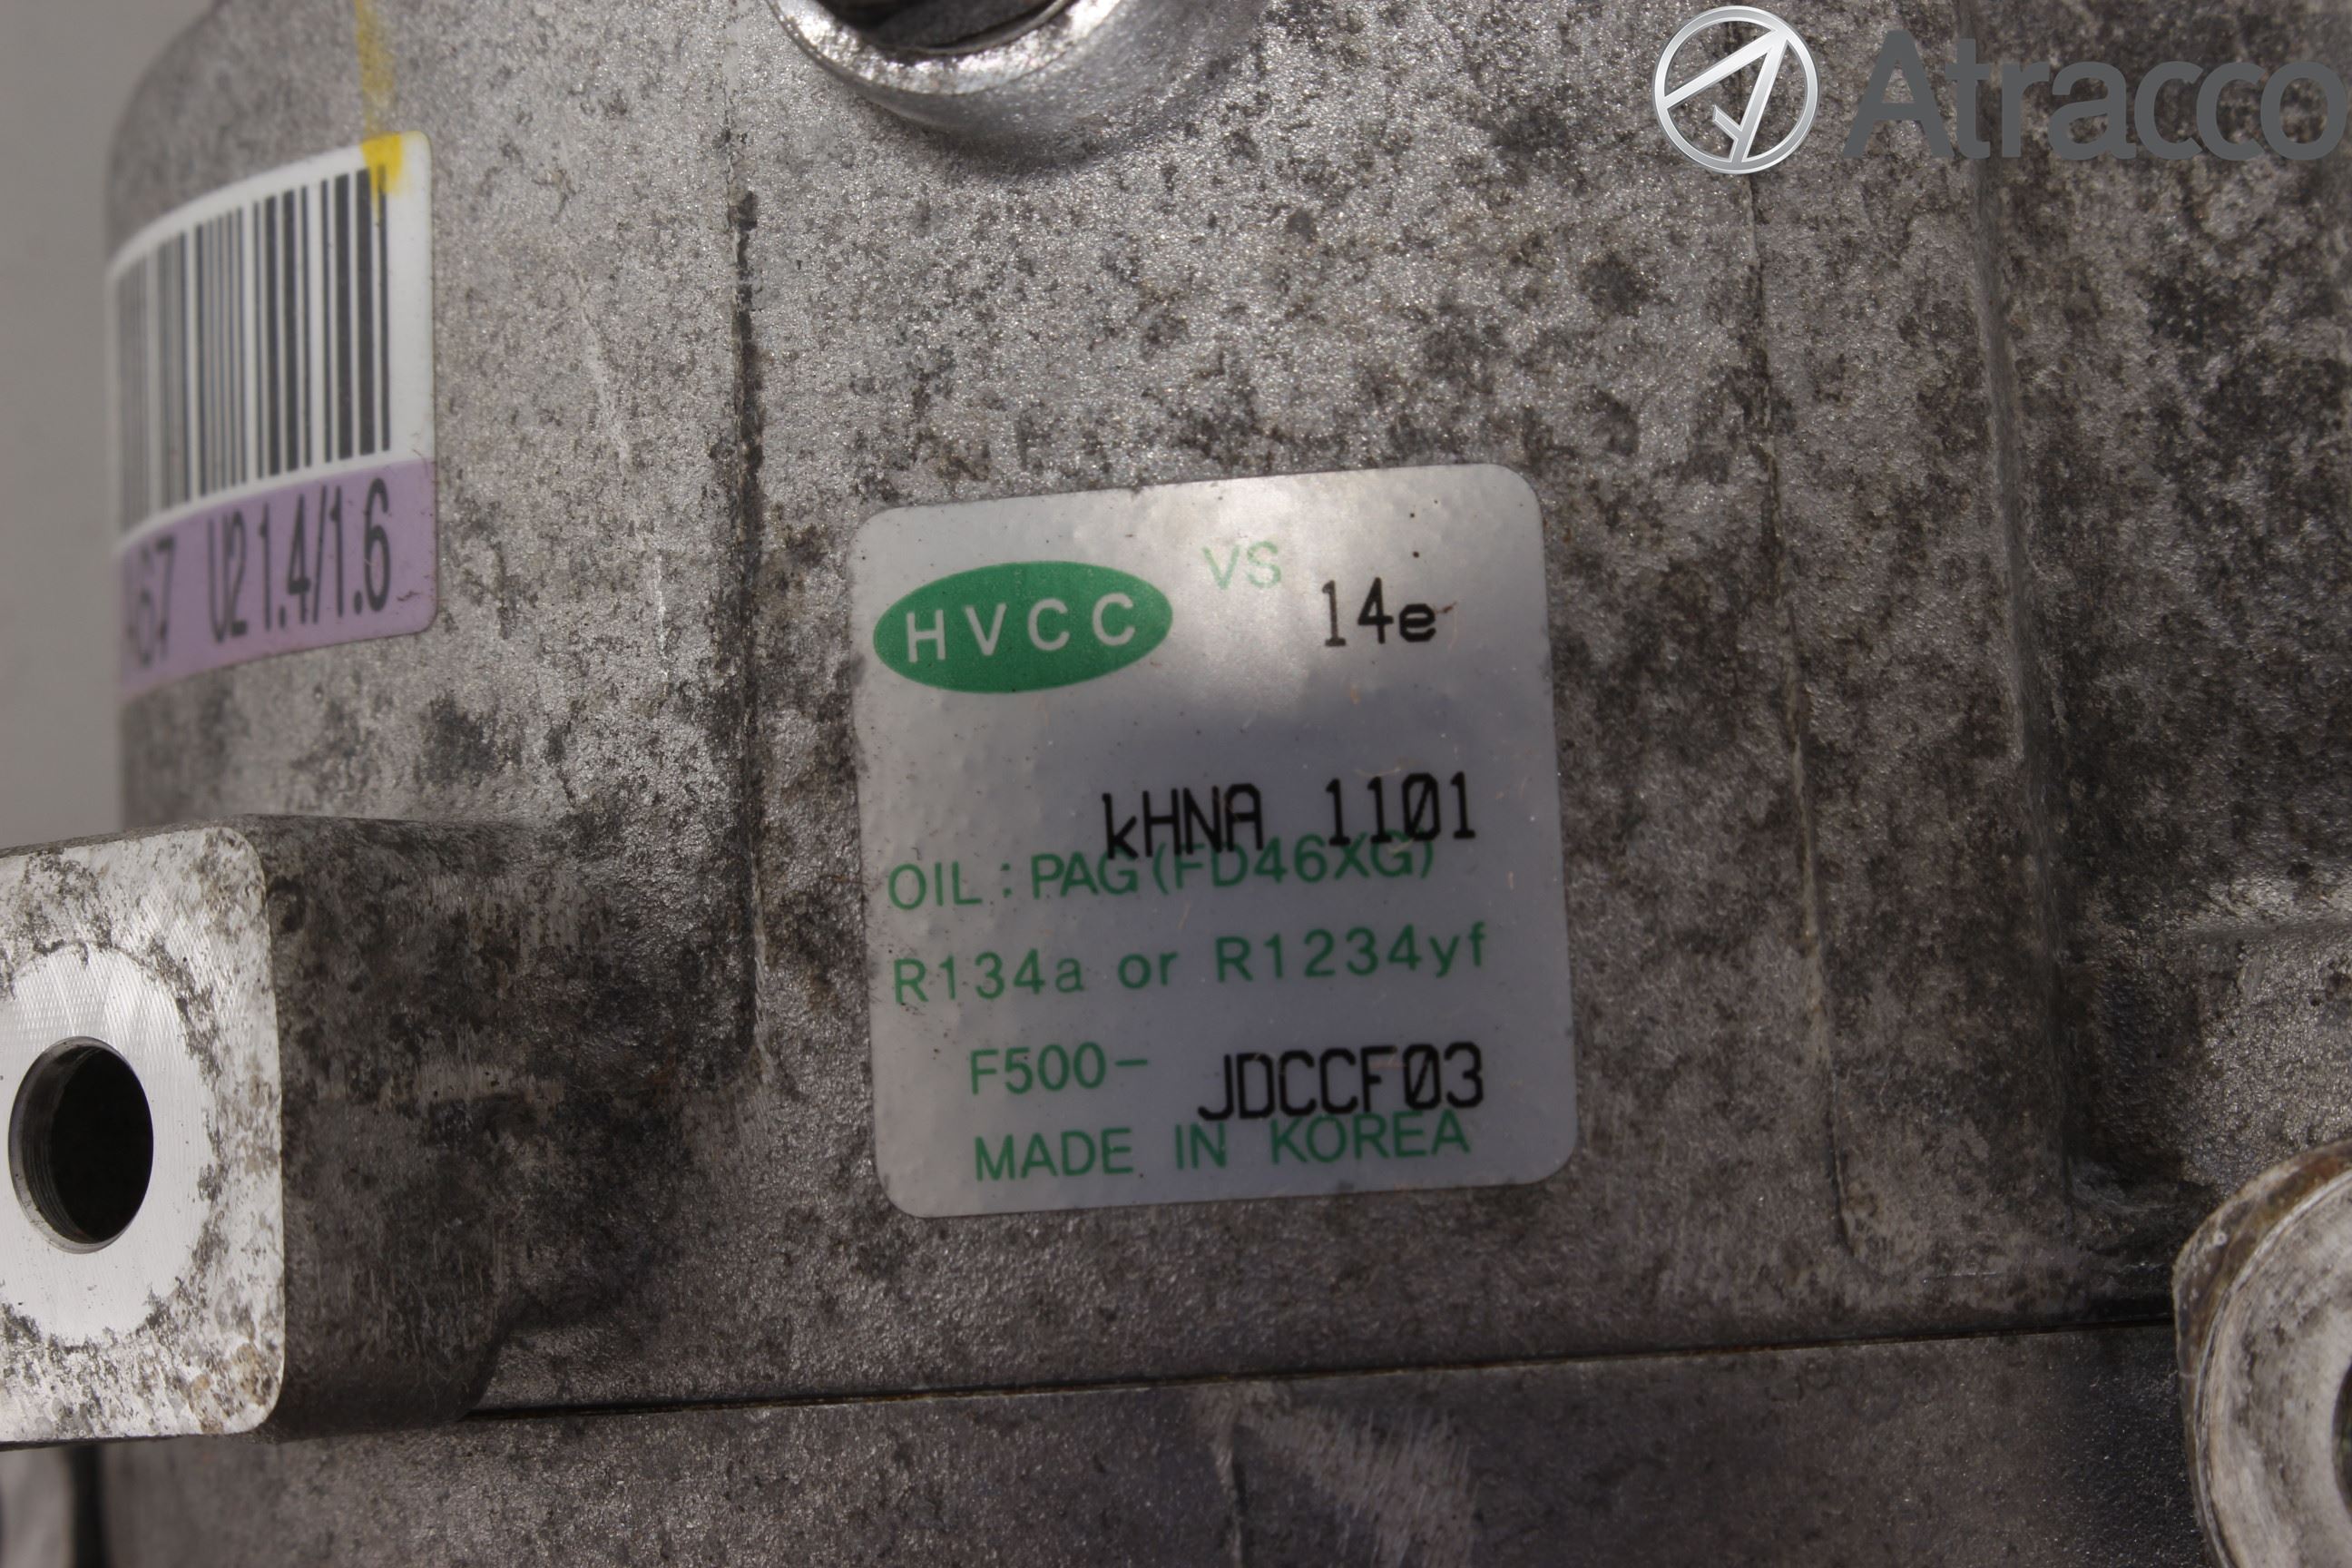 Atracco
U2 1.4/1.6
HVCC VS 14e
kHNA 1101
OIL : PAG (FD46XG)
R134a or R1234yf
F500- JDCCF03
MADE IN KOREA